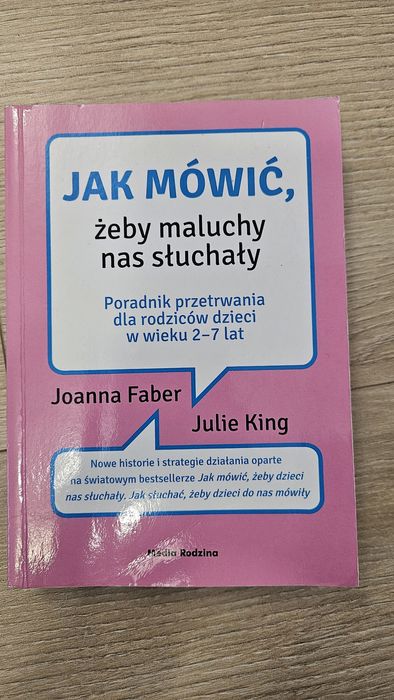 JAK MÓWIĆ,
żeby maluchy
nas słuchały
Poradnik przetrwania
dla rodziców dzieci
w wieku 2–7 lat
Joanna Faber
Julie King
Nowe historie i strategie działania oparte
na światowym bestsellerze Jak mówić, żeby dzieci
nas słuchały. Jak słuchać, żeby dzieci do nas mówiły
Media Rodzina